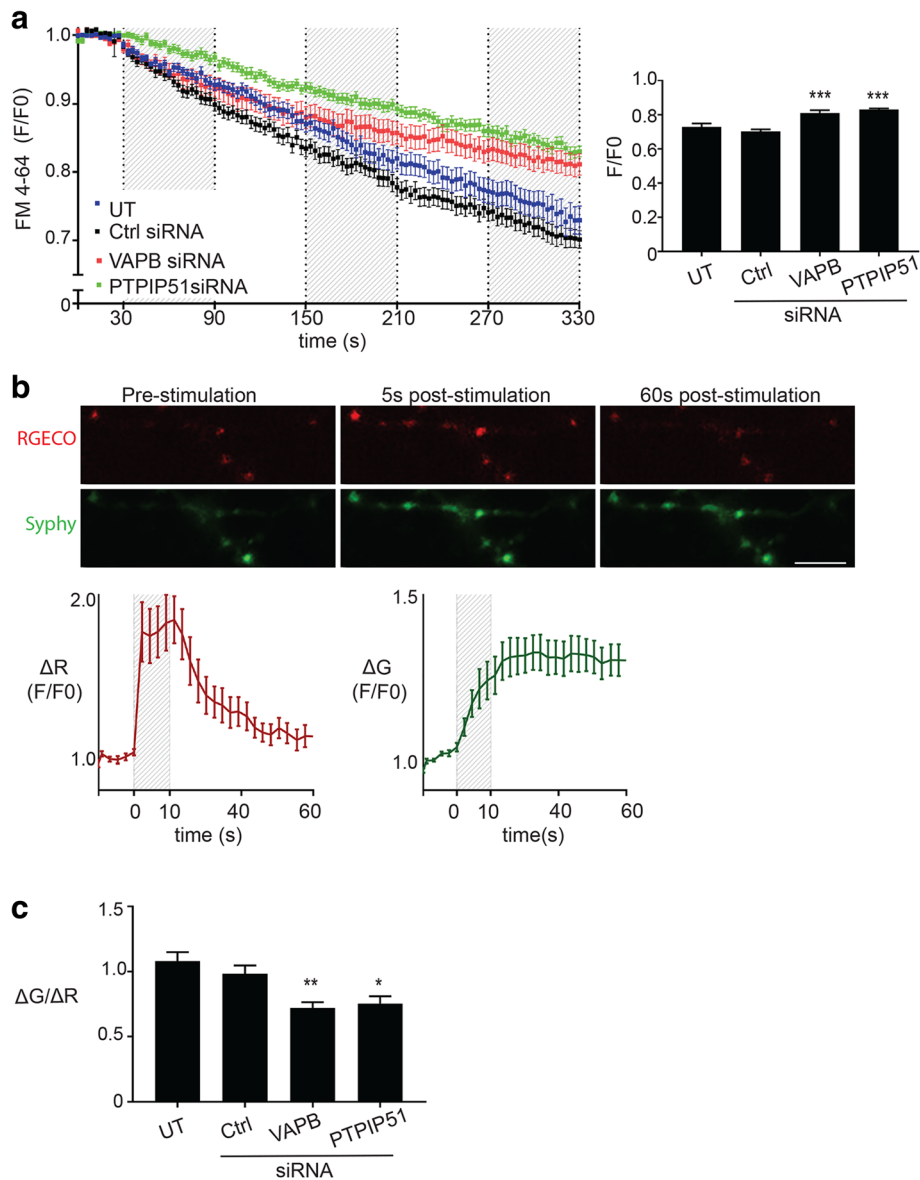 a
1.0
0.9
0.8
0.7
0
FM 4-64 (F/F0)
UT
Ctrl siRNA
VAPB siRNA
PTPIP51siRNA
30 90 150 210 270 330
time (s)
1.0
0.8
0.6
0.4
0.2
0
F/F0
*** ***
UT Ctrl VAPB PTPIP51
siRNA
b
Pre-stimulation 5s post-stimulation 60s post-stimulation
RGECO
Syphy
2.0
1.0
ΔR
(F/F0)
0 10 40 60
time (s)
1.5
1.0
ΔG
(F/F0)
0 10 40 60
time(s)
c
1.5
1.0
0.5
0
ΔG/ΔR
** *
UT Ctrl VAPB PTPIP51
siRNA